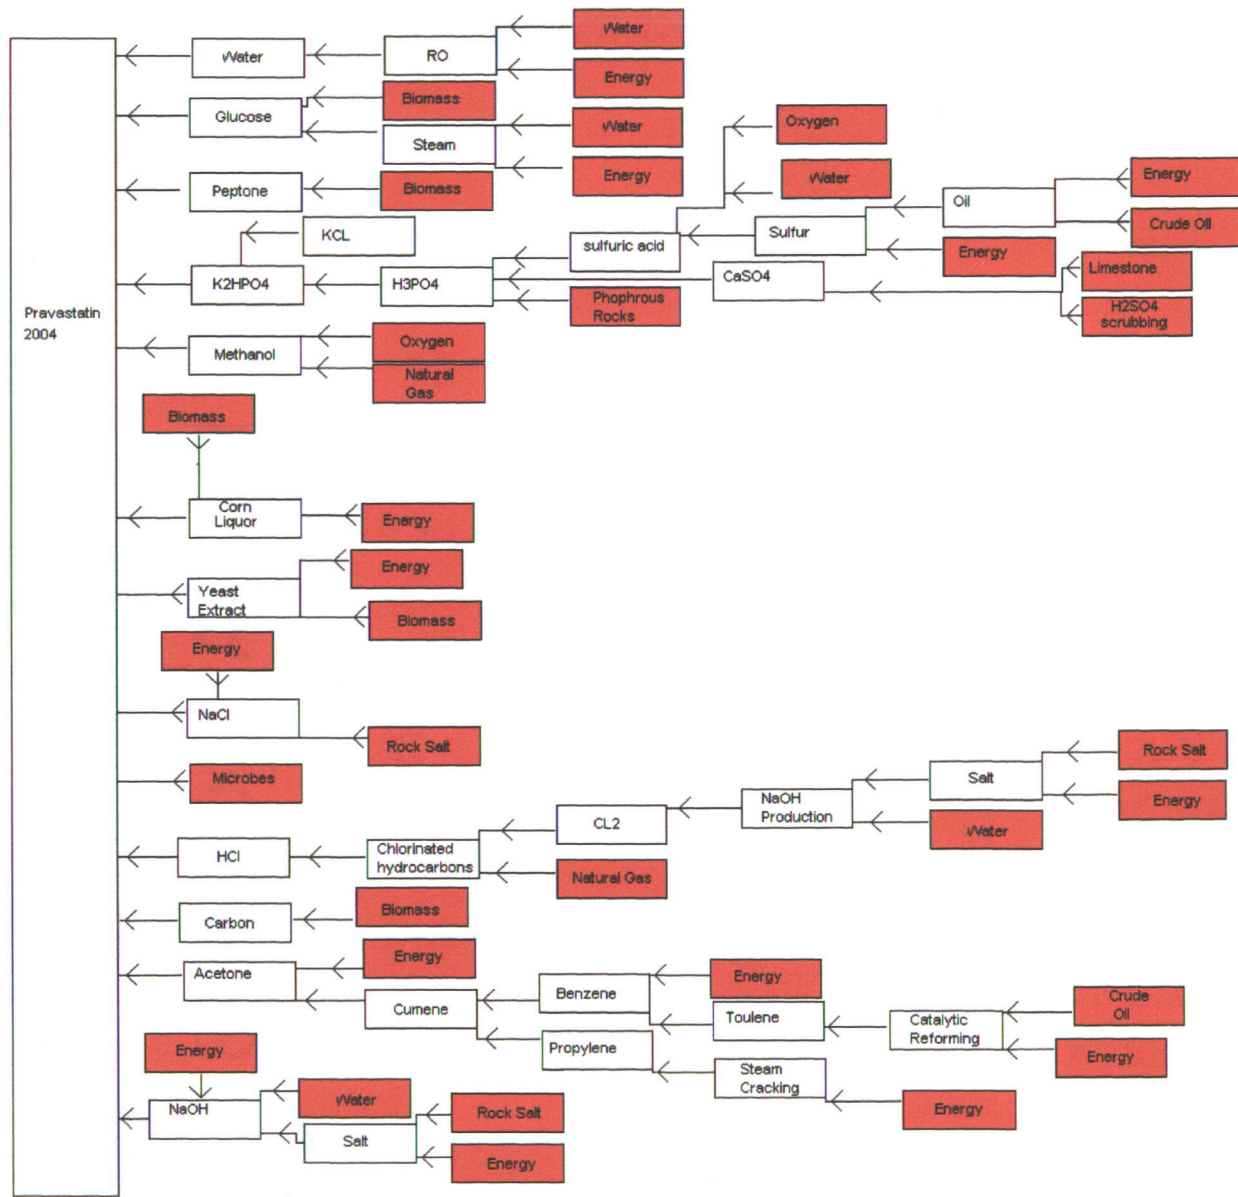 Water
RO
Water
Energy
Glucose
Biomass
Steam
Water
Energy
Oxygen
Water
Peptone
Biomass
KCL
sulfuric acid
Sulfur
Oil
Energy
Crude Oil
Energy
K2HPO4
H3PO4
CaSO4
Limestone
H2SO4
scrubbing
Phophrous
Rocks
Pravastatin
2004
Methanol
Oxygen
Natural
Gas
Biomass
Corn
Liquor
Energy
Yeast
Extract
Energy
Biomass
Energy
NaCl
Rock Salt
Microbes
HCl
Chlorinated
hydrocarbons
CL2
Natural Gas
NaOH
Production
Salt
Water
Rock Salt
Energy
Carbon
Biomass
Acetone
Energy
Cumene
Benzene
Energy
Toulene
Catalytic
Reforming
Crude
Oil
Energy
Propylene
Steam
Cracking
Energy
Energy
NaOH
Water
Salt
Rock Salt
Energy